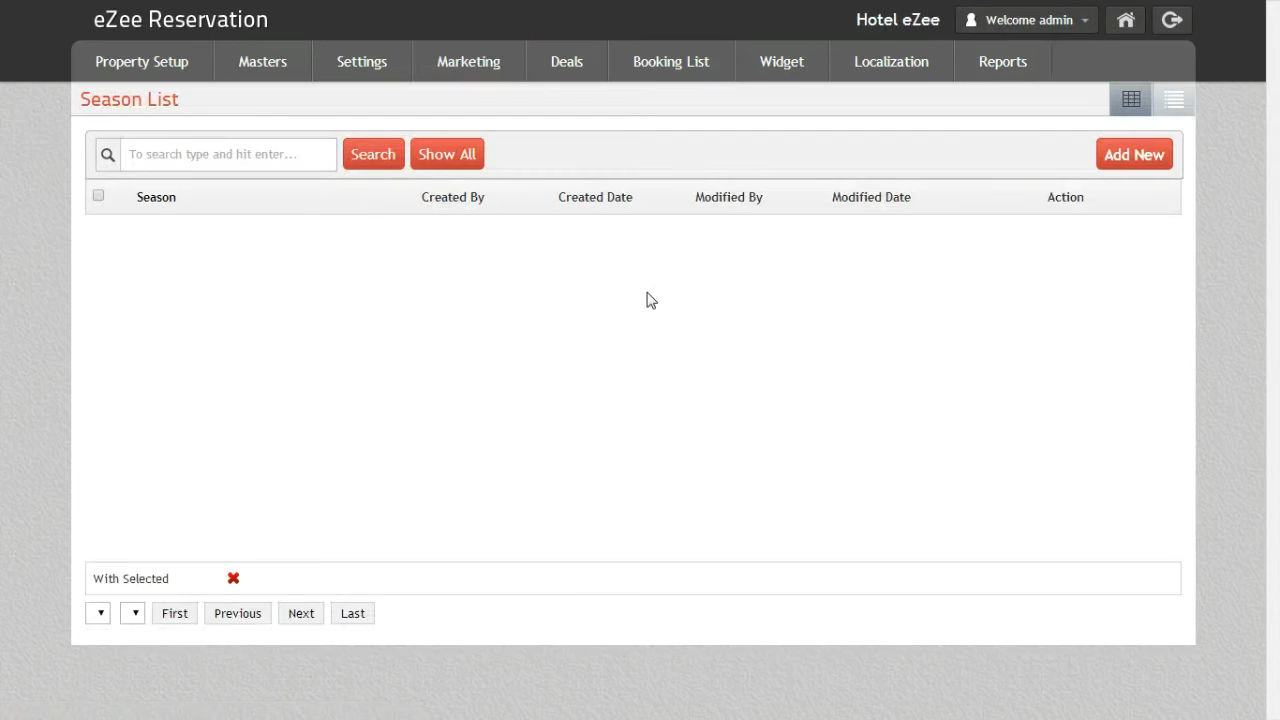 eZee Reservation
Hotel eZee Welcome admin
Property Setup Masters Settings Marketing Deals Booking List Widget Localization Reports
Season List
To search type and hit enter... Search Show All Add New
Season Created By Created Date Modified By Modified Date Action
With Selected
First Previous Next Last